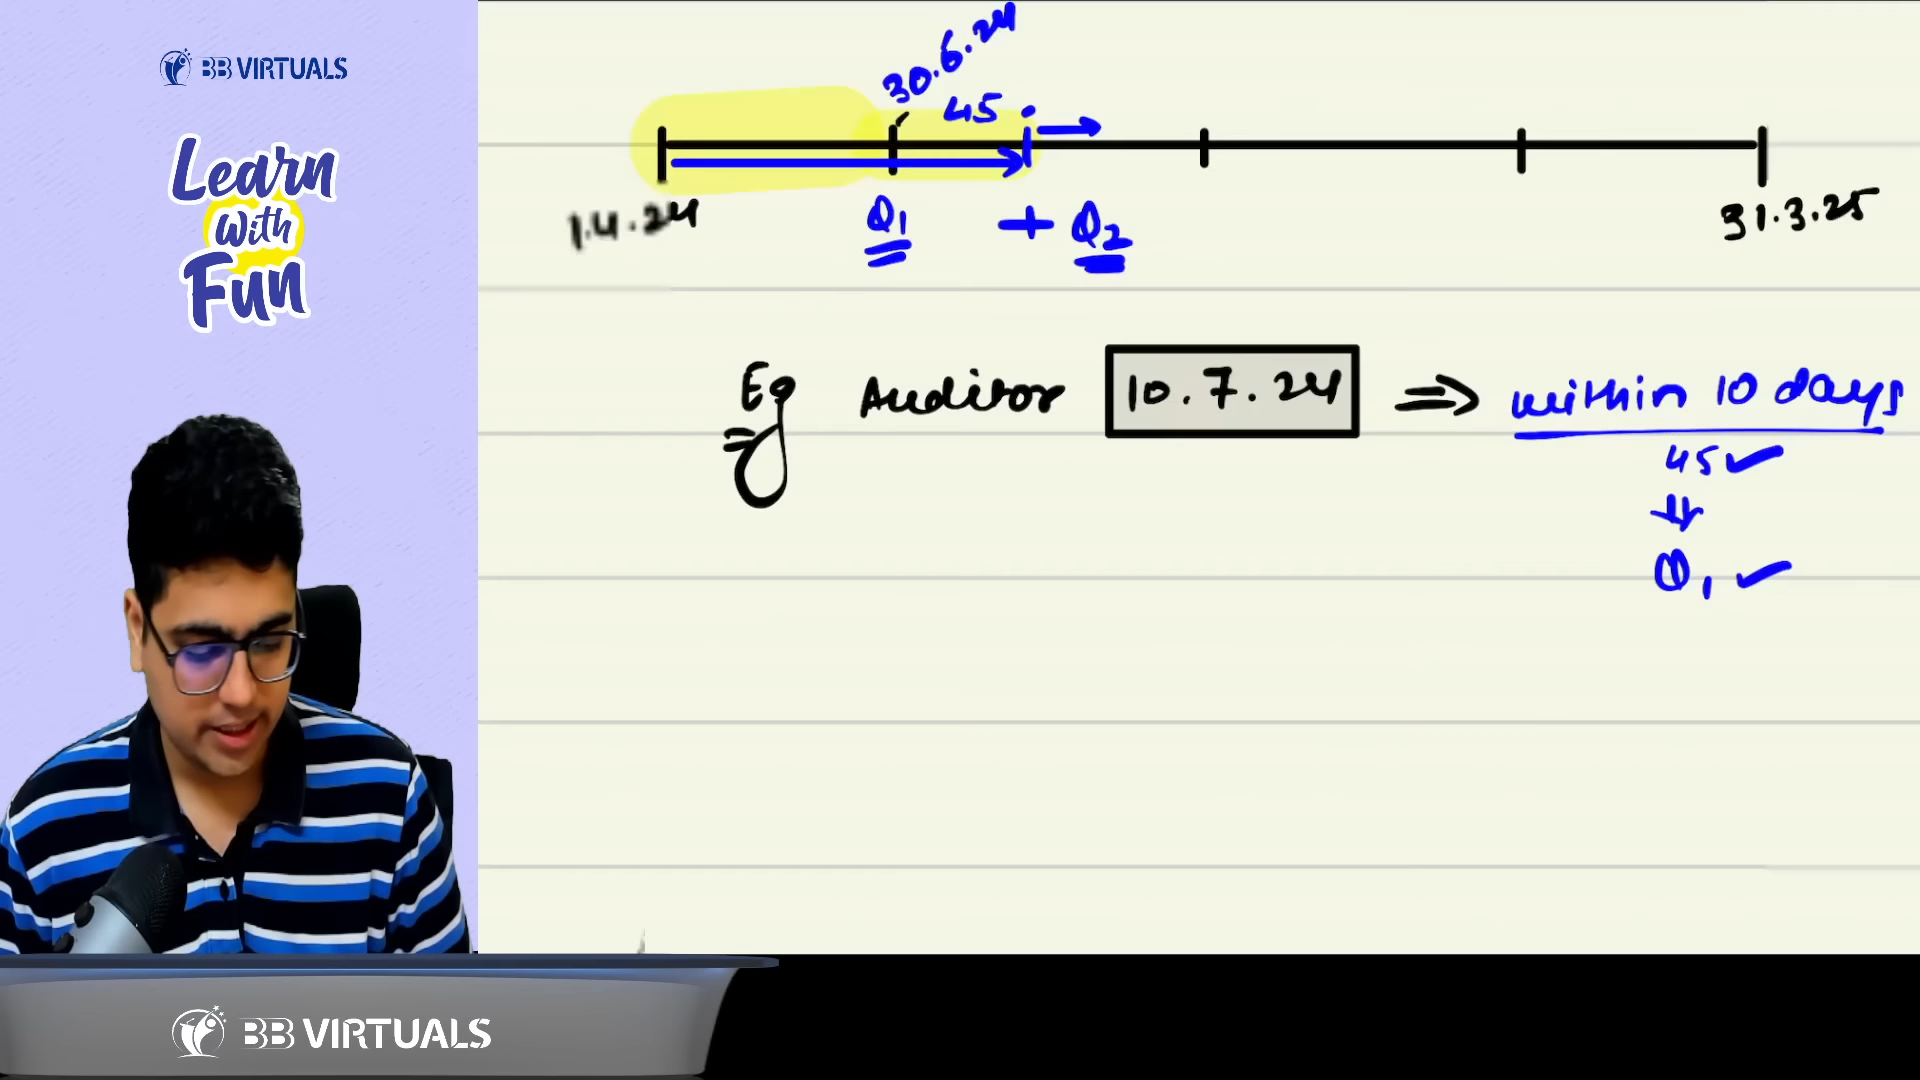 BB VIRTUALS
Learn
With
Fun
30.6.24
45
1.4.24
Q1 + Q2
31.3.25
Eg Auditor 10.7.24 ⇒ within 10 days
45 ✓
⇓
Q1 ✓
BB VIRTUALS